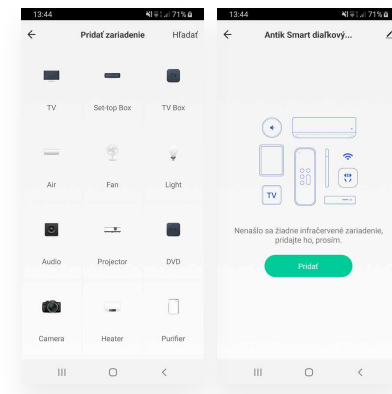 13:44 71%
Pridať zariadenie Hľadať
TV Set-top Box TV Box
Air Fan Light
Audio Projector DVD
Camera Heater Purifier
13:44 71%
Antik Smart diaľkový...
TV
Nenašlo sa žiadne infračervené zariadenie,
pridajte ho, prosím.
Pridať